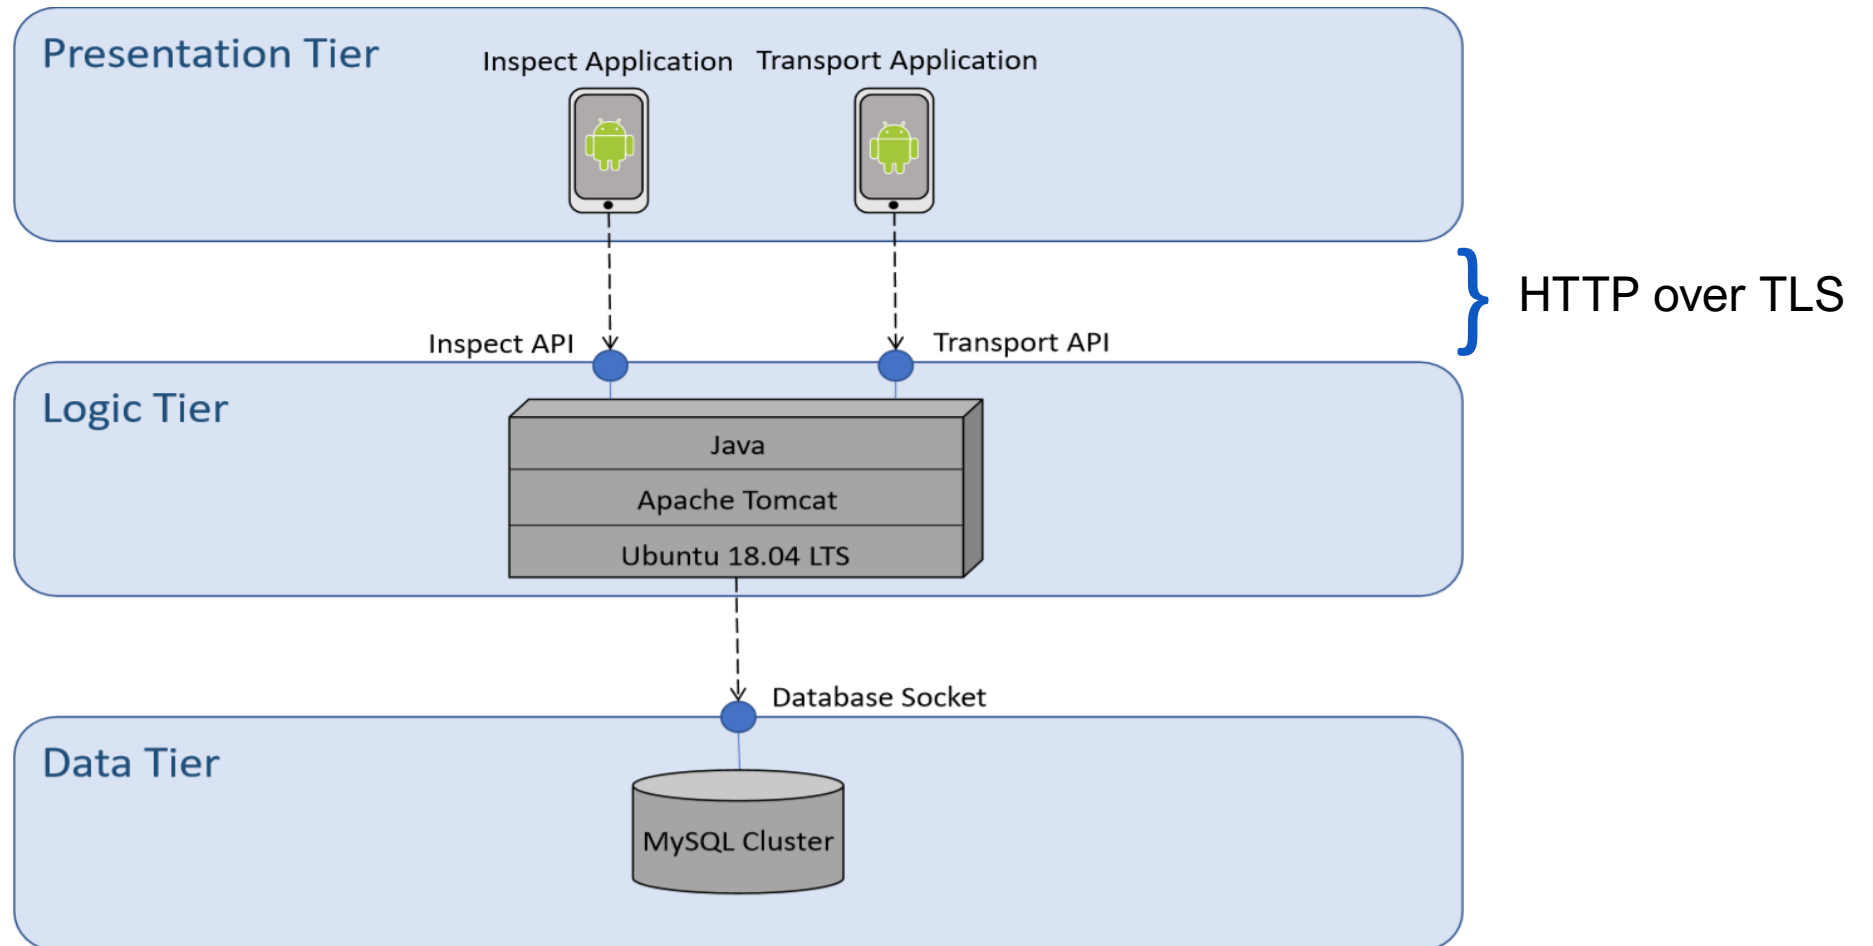 Presentation Tier
Inspect Application
Transport Application
HTTP over TLS
Inspect API
Transport API
Logic Tier
Java
Apache Tomcat
Ubuntu 18.04 LTS
Database Socket
Data Tier
MySQL Cluster